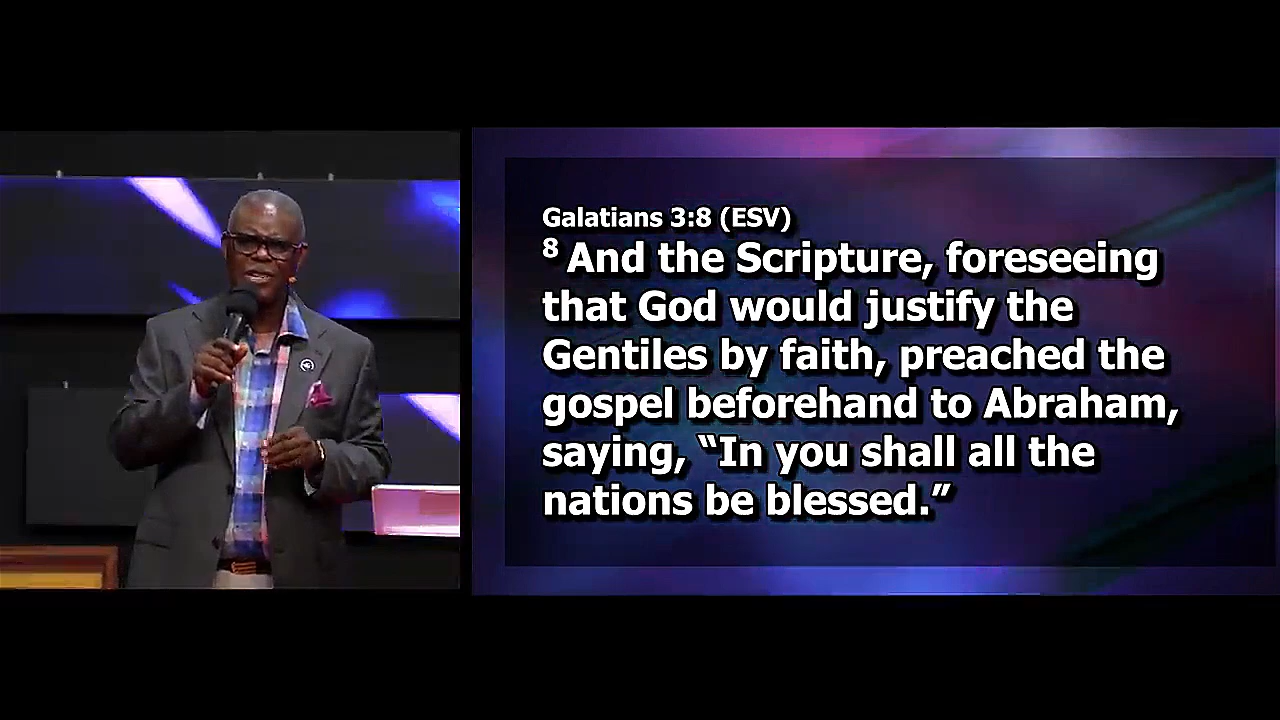 Galatians 3:8 (ESV)
8 And the Scripture, foreseeing
that God would justify the
Gentiles by faith, preached the
gospel beforehand to Abraham,
saying, “In you shall all the
nations be blessed.”